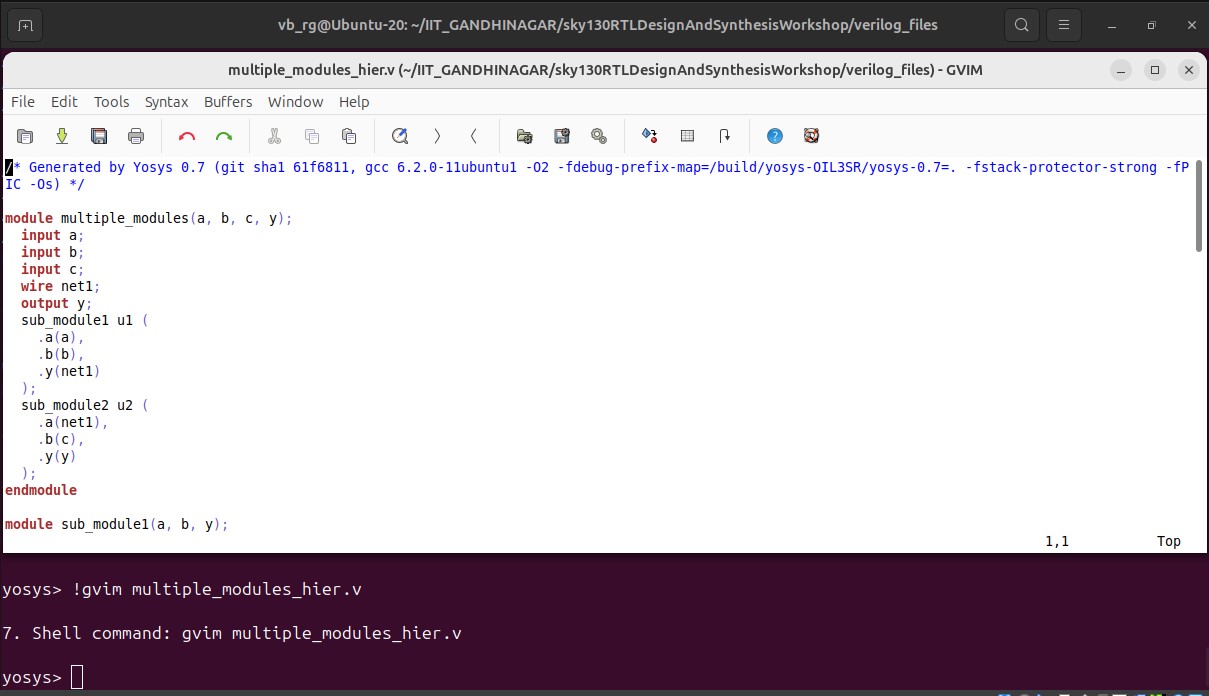 vb_rg@Ubuntu-20: ~/IIT_GANDHINAGAR/sky130RTLDesignAndSynthesisWorkshop/verilog_files
multiple_modules_hier.v (~/IIT_GANDHINAGAR/sky130RTLDesignAndSynthesisWorkshop/verilog_files) - GVIM
File Edit Tools Syntax Buffers Window Help
/* Generated by Yosys 0.7 (git sha1 61f6811, gcc 6.2.0-11ubuntu1 -O2 -fdebug-prefix-map=/build/yosys-OIL3SR/yosys-0.7=. -fstack-protector-strong -fP
IC -Os) */
module multiple_modules(a, b, c, y);
  input a;
  input b;
  input c;
  wire net1;
  output y;
  sub_module1 u1 (
    .a(a),
    .b(b),
    .y(net1)
  );
  sub_module2 u2 (
    .a(net1),
    .b(c),
    .y(y)
  );
endmodule
module sub_module1(a, b, y);
1,1 Top
yosys> !gvim multiple_modules_hier.v
7. Shell command: gvim multiple_modules_hier.v
yosys>